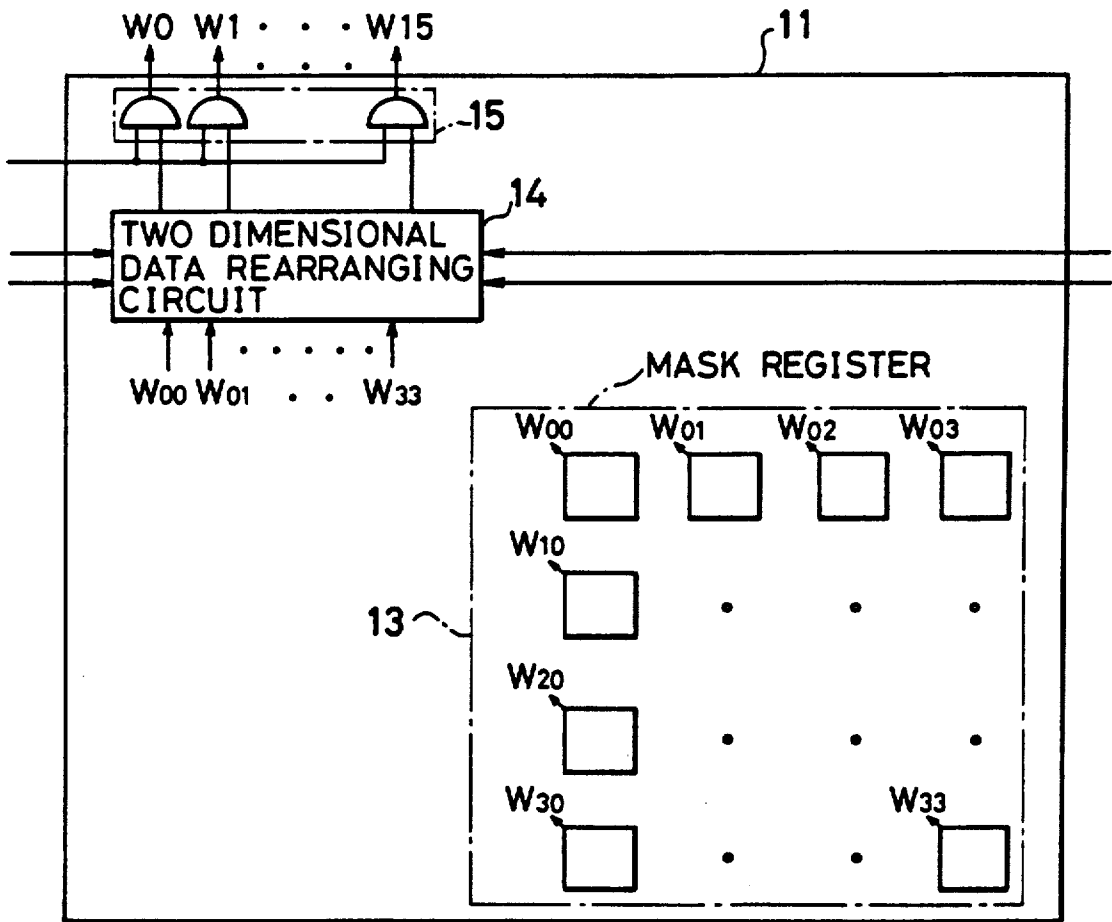 W0 W1 · · · W15
· · ·
11
15
14
TWO DIMENSIONAL
DATA REARRANGING
CIRCUIT
· · · · ·
W00 W01 · · W33
MASK REGISTER
W00 W01 W02 W03
W10
13
W20
W30 W33